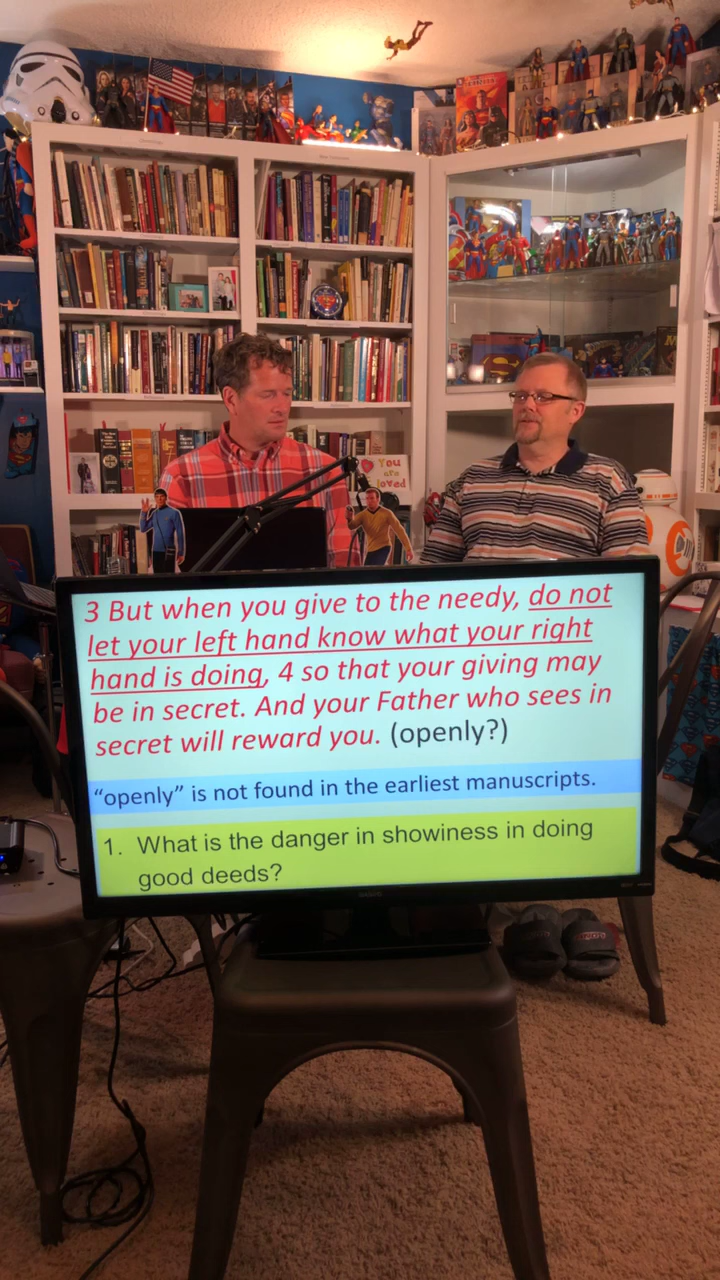 You
are
loved
3 But when you give to the needy, do not
let your left hand know what your right
hand is doing, 4 so that your giving may
be in secret. And your Father who sees in
secret will reward you. (openly?)
“openly” is not found in the earliest manuscripts.
1. What is the danger in showiness in doing
good deeds?